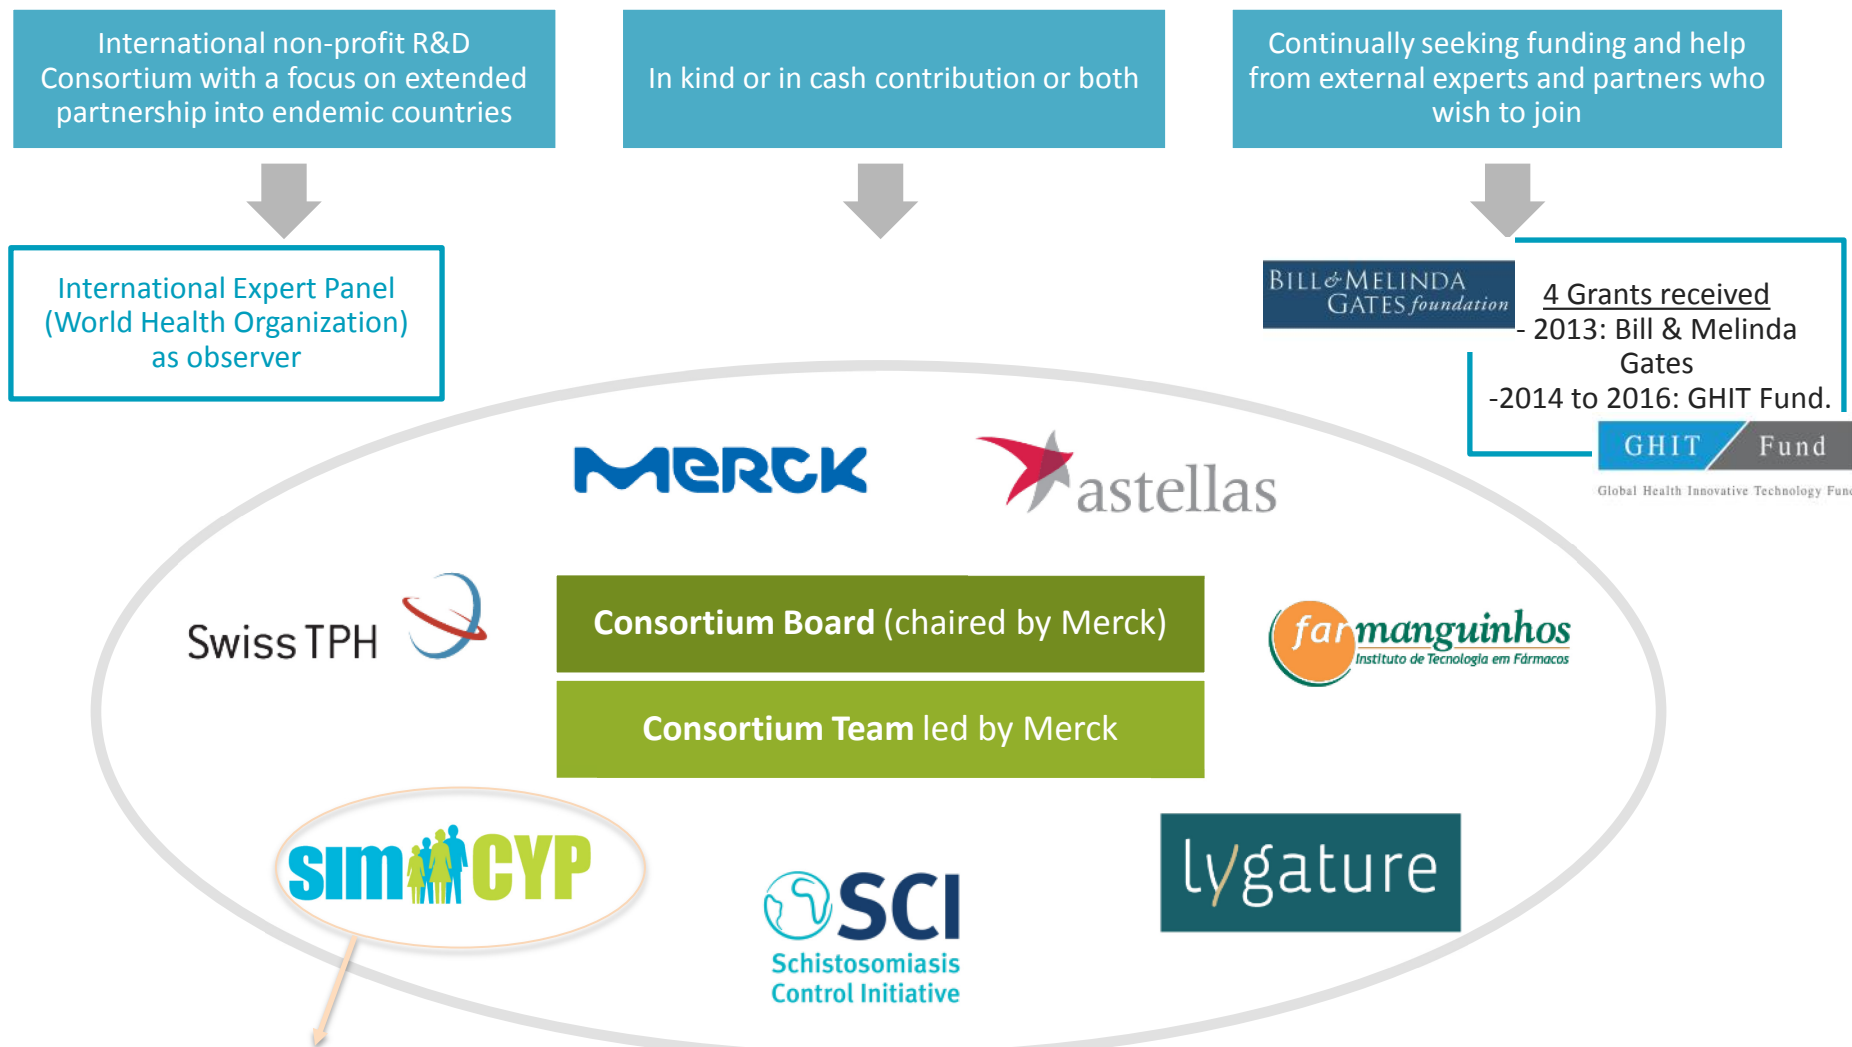 International non-profit R&D
Consortium with a focus on extended
partnership into endemic countries
In kind or in cash contribution or both
Continually seeking funding and help
from external experts and partners who
wish to join
International Expert Panel
(World Health Organization)
as observer
BILL & MELINDA
GATES foundation
4 Grants received
- 2013: Bill & Melinda
Gates
-2014 to 2016: GHIT Fund.
GHIT Fund
Global Health Innovative Technology Fund
MERCK
astellas
Swiss TPH
Consortium Board (chaired by Merck)
farmanguinhos
Instituto de Tecnologia em Fármacos
Consortium Team led by Merck
simCYP
SCI
Schistosomiasis
Control Initiative
lygature